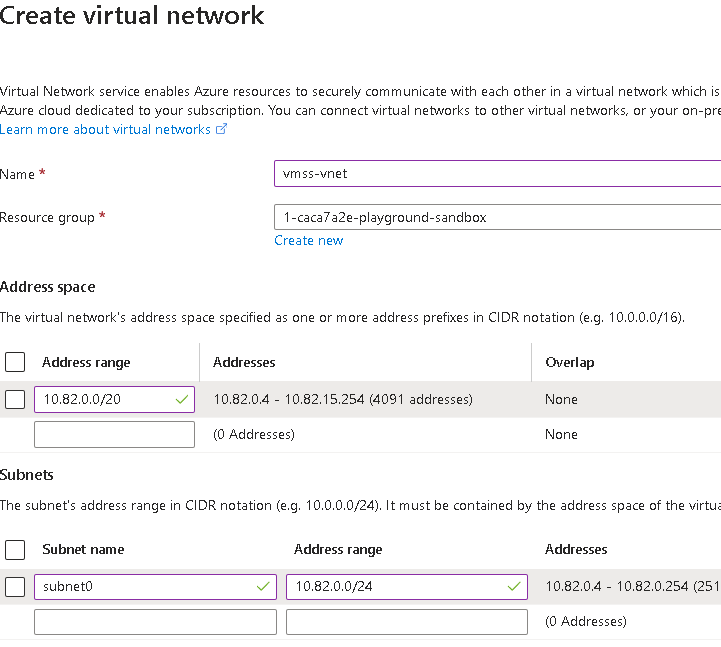 Create virtual network
Virtual Network service enables Azure resources to securely communicate with each other in a virtual network which is
Azure cloud dedicated to your subscription. You can connect virtual networks to other virtual networks, or your on-pre
Learn more about virtual networks
Name *
vmss-vnet
Resource group *
1-caca7a2e-playground-sandbox
Create new
Address space
The virtual network's address space specified as one or more address prefixes in CIDR notation (e.g. 10.0.0.0/16).
Address range Addresses Overlap
10.82.0.0/20 10.82.0.4 - 10.82.15.254 (4091 addresses) None
(0 Addresses) None
Subnets
The subnet's address range in CIDR notation (e.g. 10.0.0.0/24). It must be contained by the address space of the virtua
Subnet name Address range Addresses
subnet0 10.82.0.0/24 10.82.0.4 - 10.82.0.254 (251
(0 Addresses)